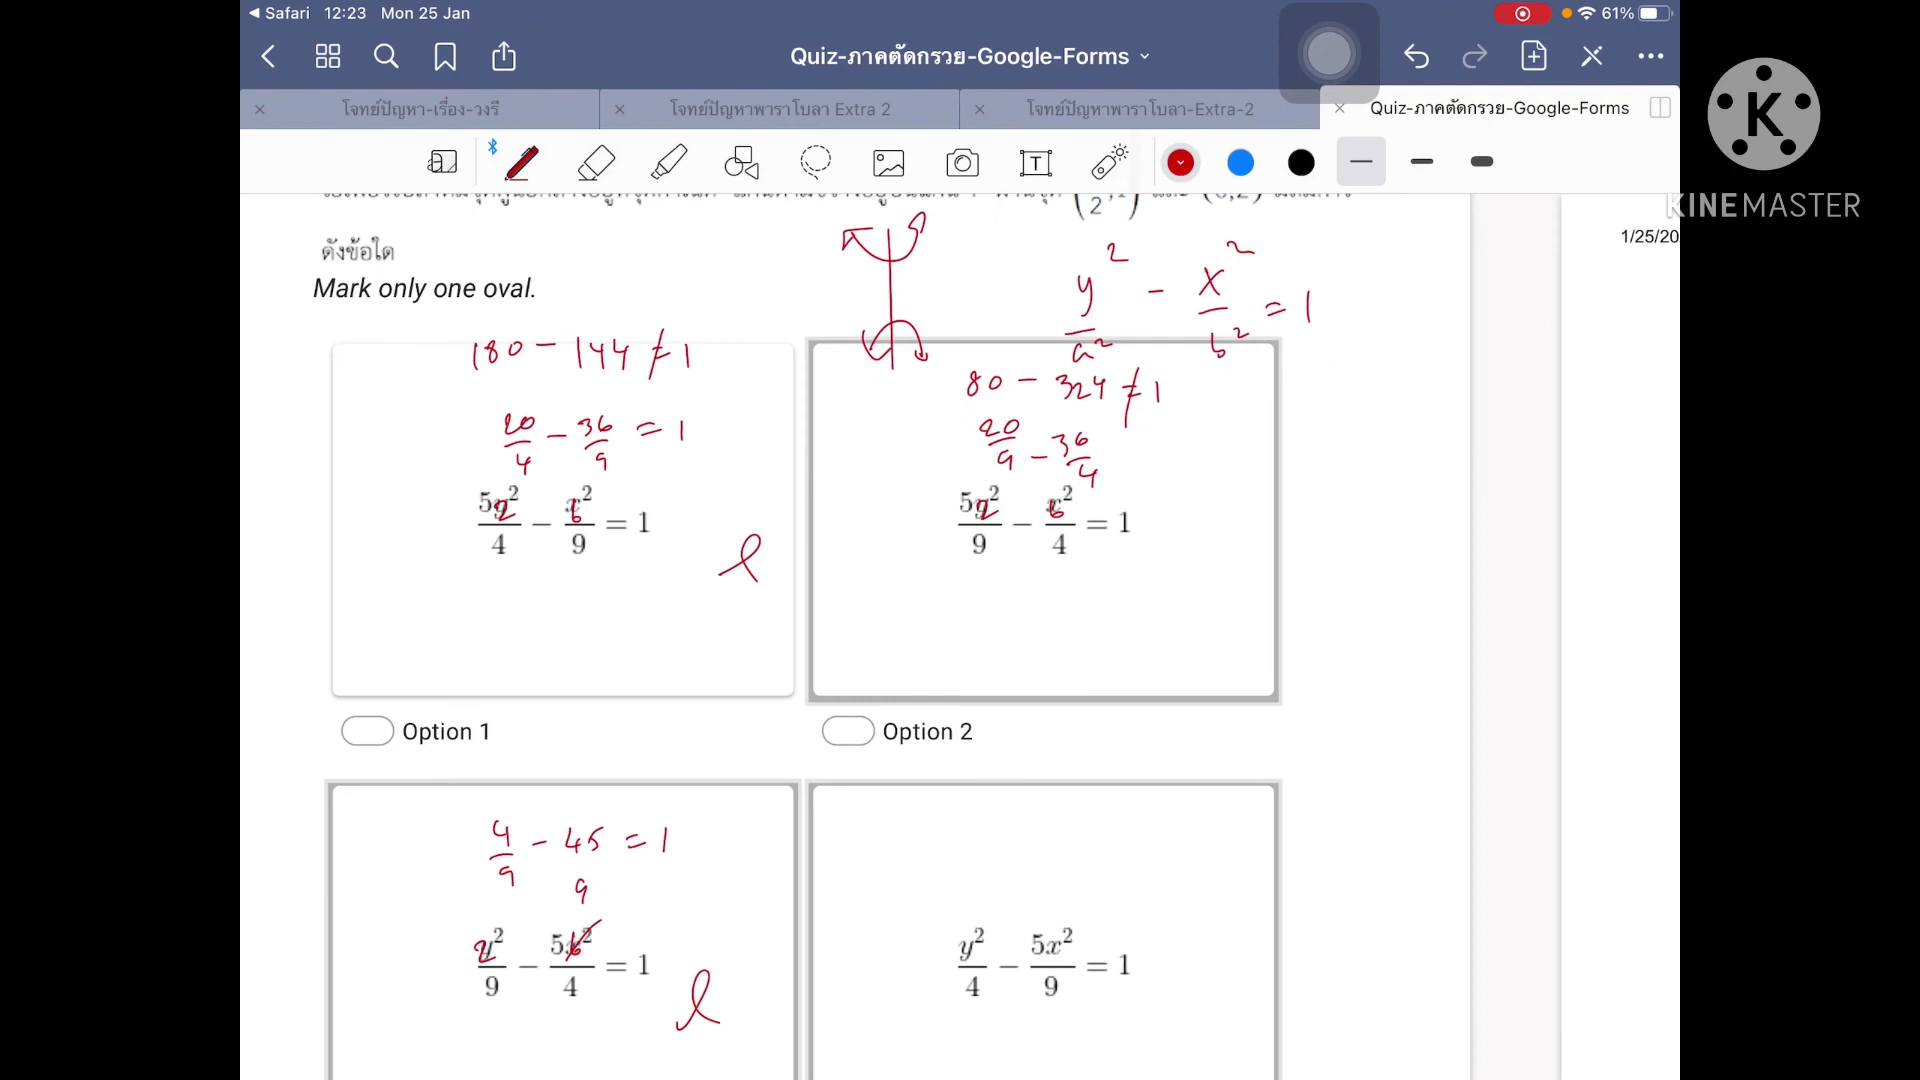 Safari 12:23 Mon 25 Jan 61%
Quiz-ภาคตัดกรวย-Google-Forms
โจทย์ปัญหา-เรื่อง-วงรี
โจทย์ปัญหาพาราโบลา Extra 2
โจทย์ปัญหาพาราโบลา-Extra-2
Quiz-ภาคตัดกรวย-Google-Forms
K
KINEMASTER
1/25/20
ดังข้อใด
Mark only one oval.
y²/a² - x²/b² = 1
180 - 144 ≠ 1
20/4 - 36/9 = 1
5y²/4 - x²/9 = 1
80 - 324 ≠ 1
20/9 - 36/4
5y²/9 - x²/4 = 1
Option 1
Option 2
4/9 - 45 = 1
9
y²/9 - 5x²/4 = 1
y²/4 - 5x²/9 = 1